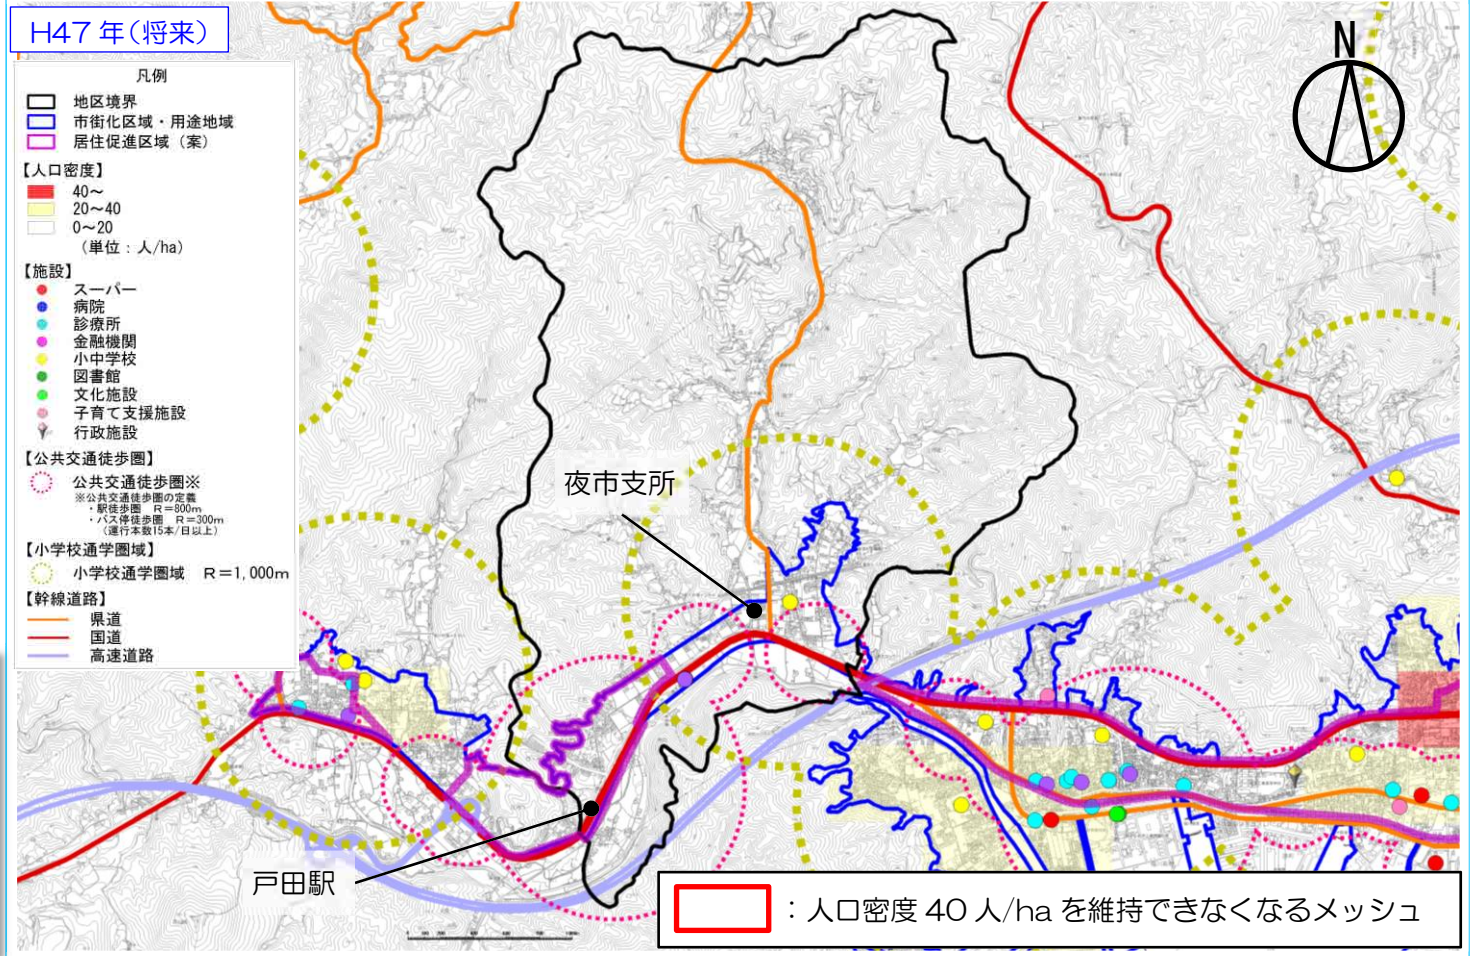 H47年(将来)
N
凡例
地区境界
市街化区域・用途地域
居住促進区域（案）
【人口密度】
40～
20～40
0～20
（単位：人/ha）
【施設】
スーパー
病院
診療所
金融機関
小中学校
図書館
文化施設
子育て支援施設
行政施設
【公共交通徒歩圏】
公共交通徒歩圏※
※公共交通徒歩圏の定義
・駅徒歩圏 R=800m
・バス停徒歩圏 R=300m
（運行本数15本/日以上）
【小学校通学圏域】
小学校通学圏域 R=1,000m
【幹線道路】
県道
国道
高速道路
夜市支所
戸田駅
：人口密度 40 人/ha を維持できなくなるメッシュ